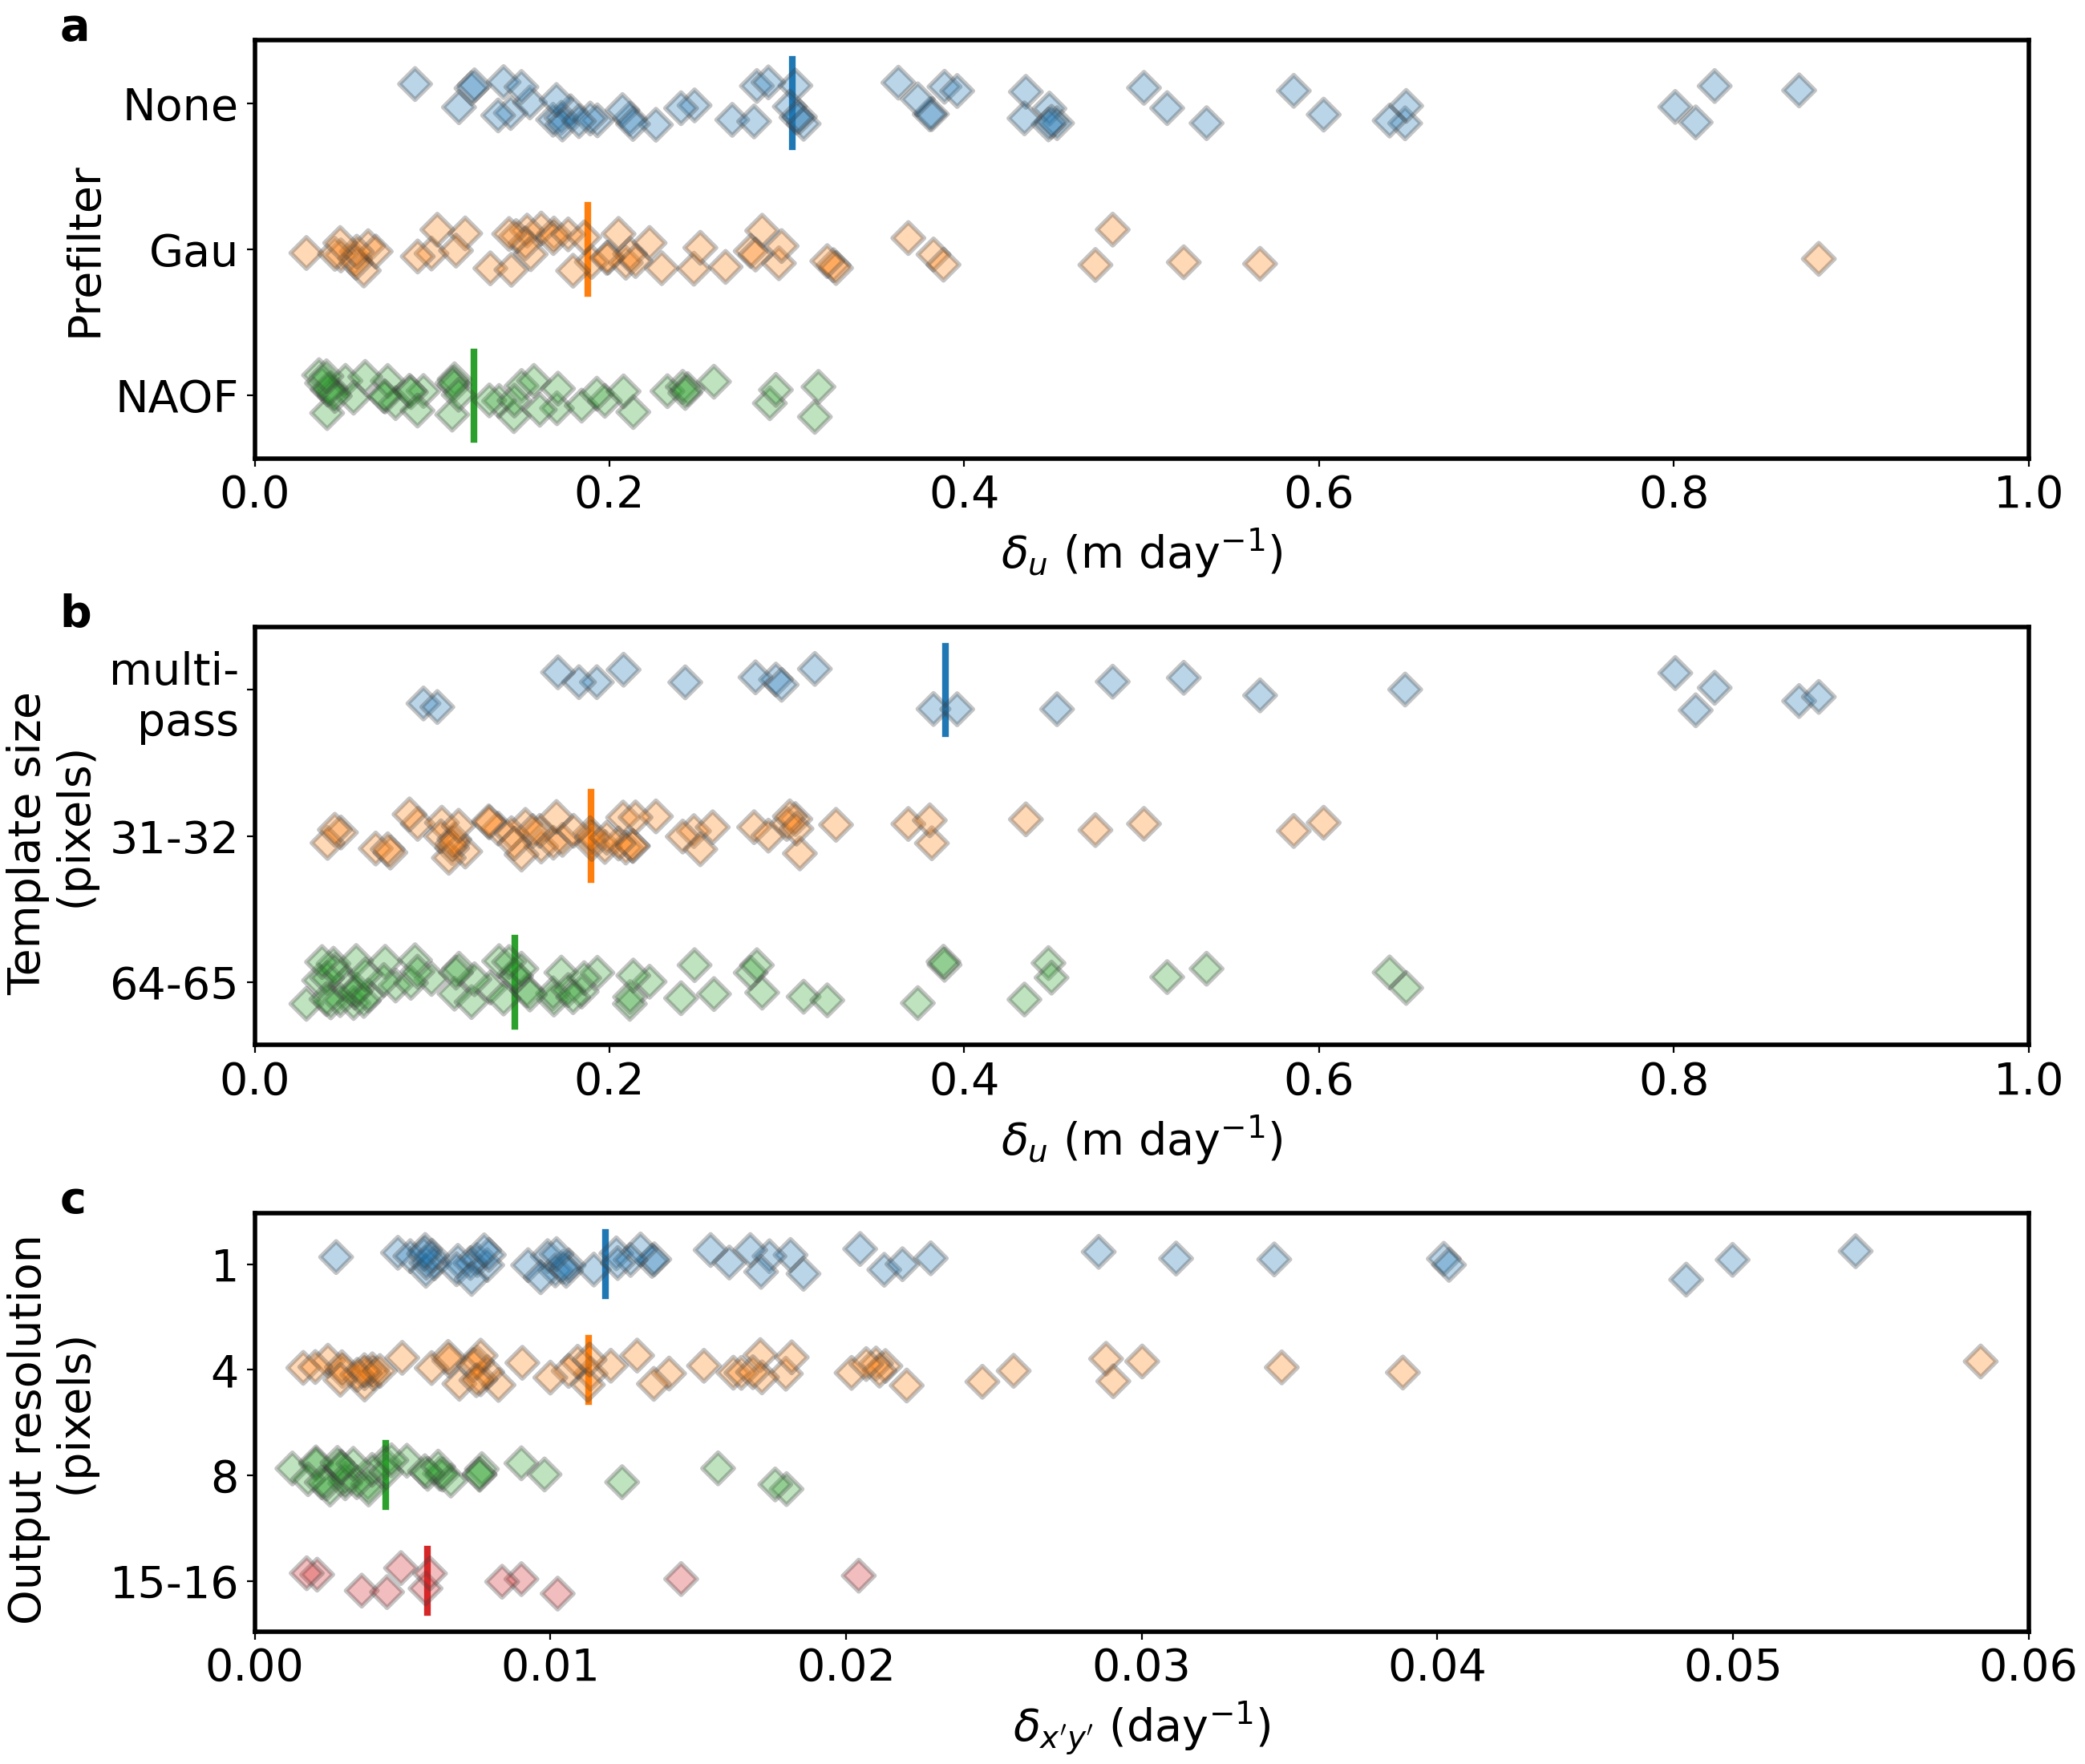 a
Prefilter
None
Gau
NAOF
0.0 0.2 0.4 0.6 0.8 1.0
δu (m day⁻¹)
b
Template size
(pixels)
multi-
pass
31-32
64-65
0.0 0.2 0.4 0.6 0.8 1.0
δu (m day⁻¹)
c
Output resolution
(pixels)
1
4
8
15-16
0.00 0.01 0.02 0.03 0.04 0.05 0.06
δx′y′ (day⁻¹)